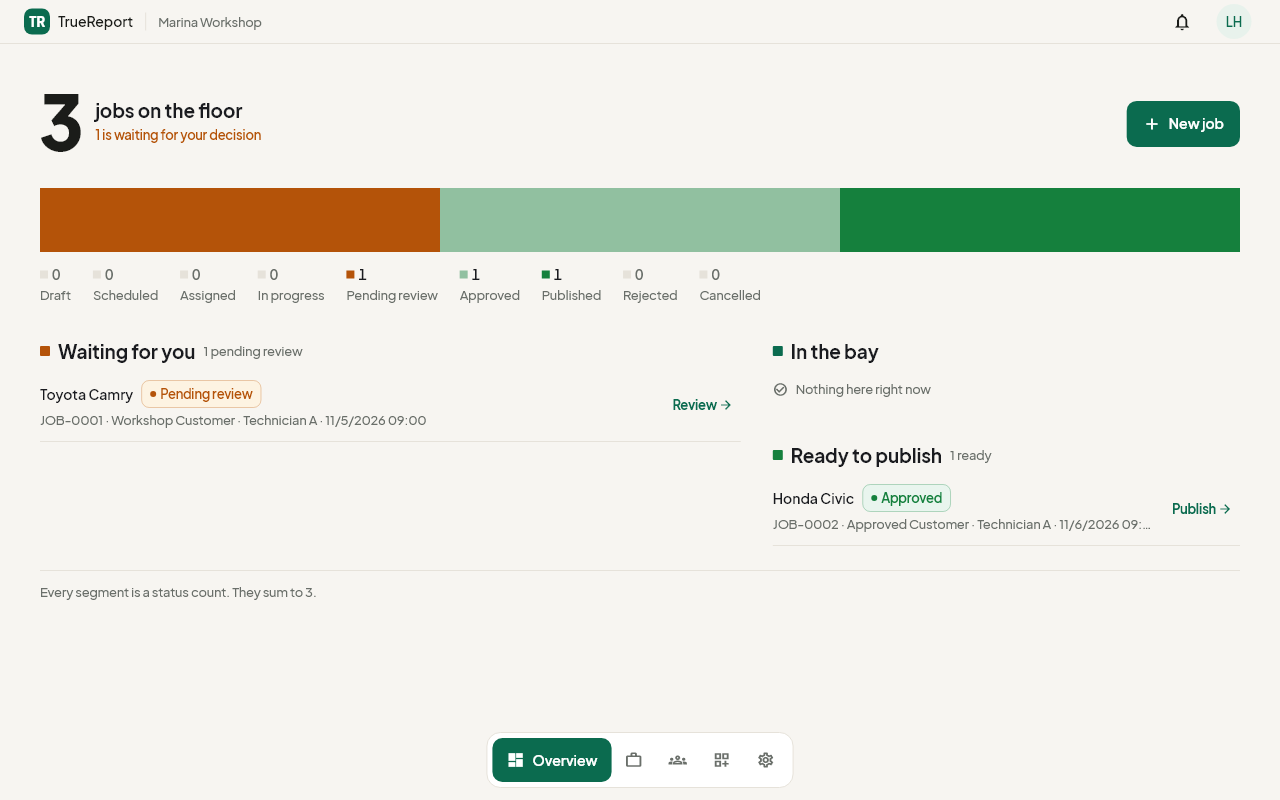 TR TrueReport Marina Workshop LH
3 jobs on the floor
1 is waiting for your decision
New job
0 0 0 0 1 1 1 0 0
Draft Scheduled Assigned In progress Pending review Approved Published Rejected Cancelled
Waiting for you 1 pending review
Toyota Camry Pending review
JOB-0001 · Workshop Customer · Technician A · 11/5/2026 09:00
Review →
In the bay
Nothing here right now
Ready to publish 1 ready
Honda Civic Approved
JOB-0002 · Approved Customer · Technician A · 11/6/2026 09:...
Publish →
Every segment is a status count. They sum to 3.
Overview